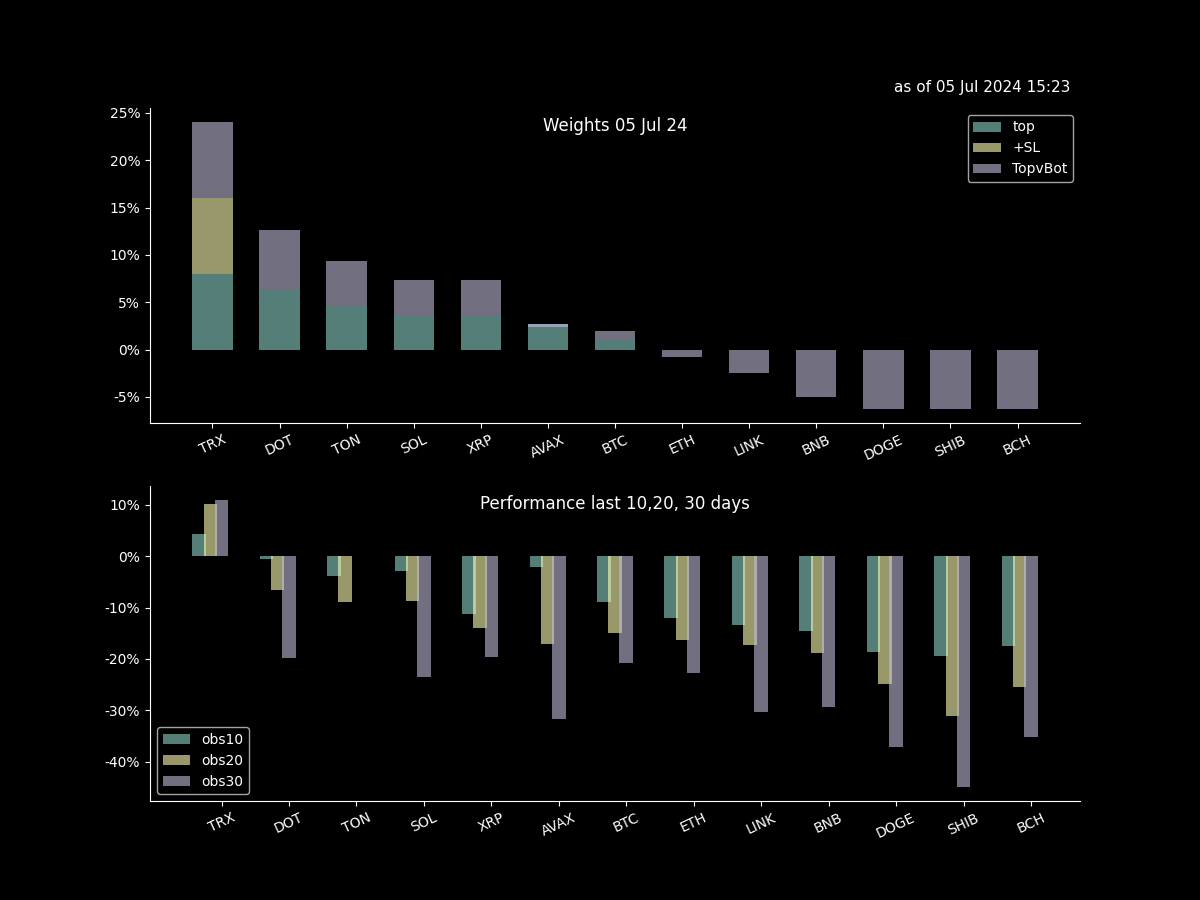 as of 05 Jul 2024 15:23
Weights 05 Jul 24
top
+SL
TopvBot
25%
20%
15%
10%
5%
0%
-5%
TRX DOT TON SOL XRP AVAX BTC ETH LINK BNB DOGE SHIB BCH
Performance last 10,20, 30 days
10%
0%
-10%
-20%
-30%
-40%
obs10
obs20
obs30
TRX DOT TON SOL XRP AVAX BTC ETH LINK BNB DOGE SHIB BCH